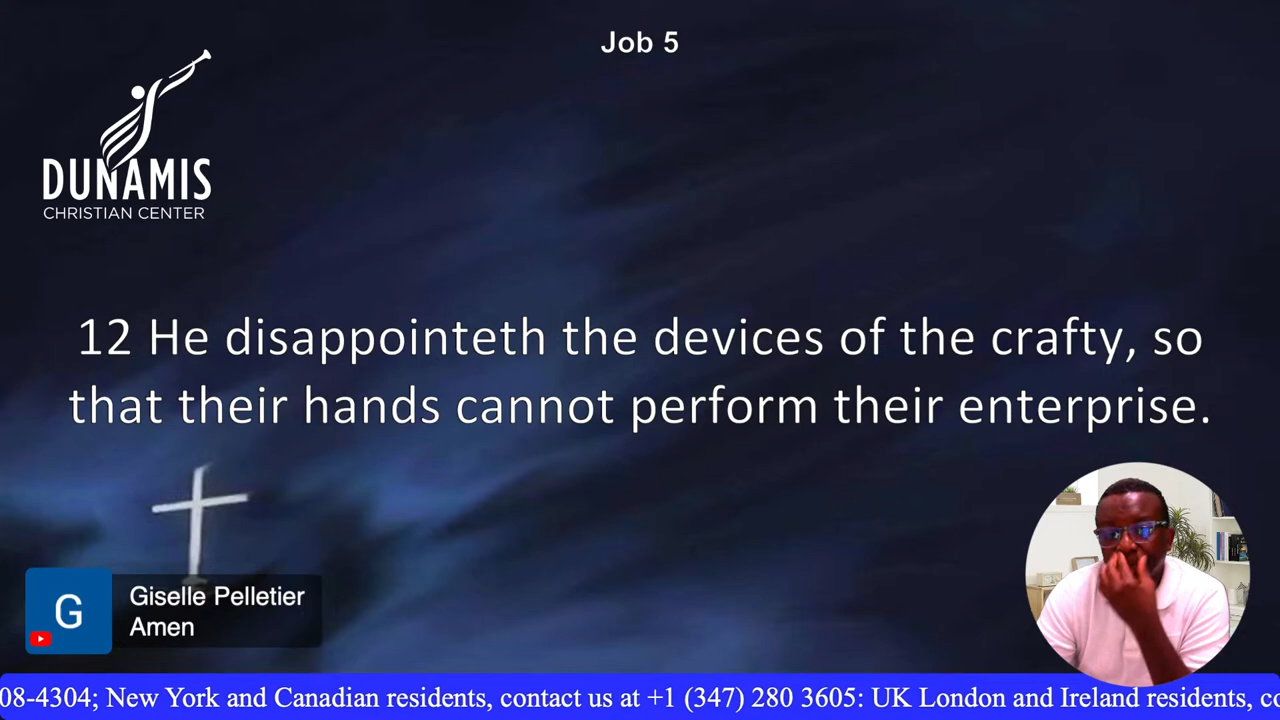 Job 5
DUNAMIS
CHRISTIAN CENTER
12 He disappointeth the devices of the crafty, so
that their hands cannot perform their enterprise.
G
Giselle Pelletier
Amen
08-4304; New York and Canadian residents, contact us at +1 (347) 280 3605: UK London and Ireland residents, co